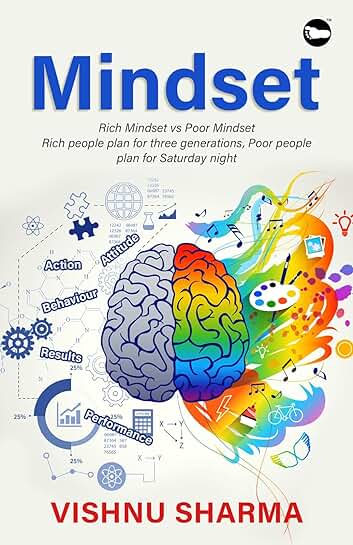 Mindset
Rich Mindset vs Poor Mindset
Rich people plan for three generations, Poor people
plan for Saturday night
Attitude
Action
Behaviour
Results
25%
25%
25%
25%
Performance
X → Y
X → Y
Z
VISHNU SHARMA